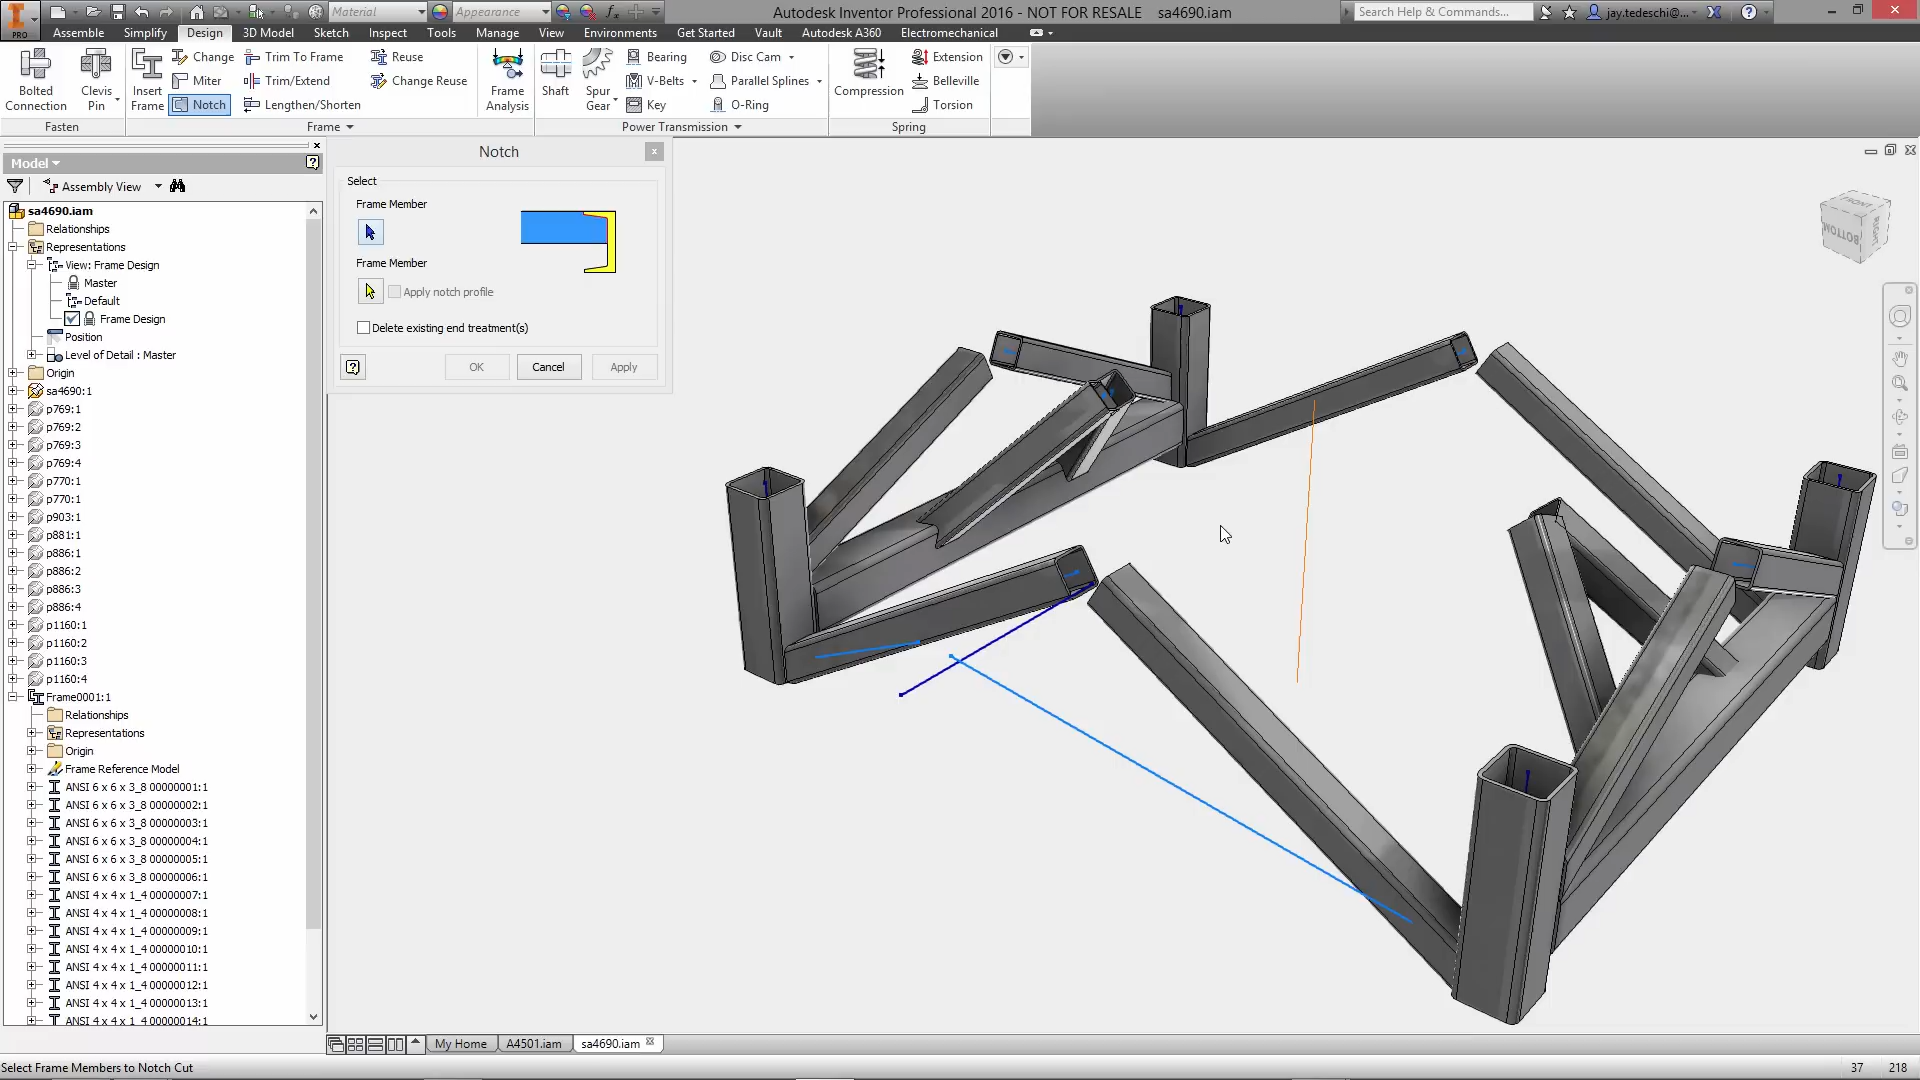 Material
Appearance
Autodesk Inventor Professional 2016 - NOT FOR RESALE sa4690.iam
Search Help & Commands...
jay.tedeschi@...
PRO
Assembly Simplify Design 3D Model Sketch Inspect Tools Manage View Environments Get Started Vault Autodesk A360 Electromechanical
Bolted Connection
Clevis Pin
Insert Frame
Change
Miter
Notch
Trim To Frame
Trim/Extend
Lengthen/Shorten
Reuse
Change Reuse
Frame Analysis
Shaft
Spur Gear
Bearing
V-Belts
Key
Disc Cam
Parallel Splines
O-Ring
Compression
Extension
Belleville
Torsion
Fasten
Frame
Power Transmission
Spring
Model
Assembly View
sa4690.iam
Relationships
Representations
View: Frame Design
Master
Default
Frame Design
Position
Level of Detail : Master
Origin
sa4690:1
p769:1
p769:2
p769:3
p769:4
p770:1
p770:1
p903:1
p881:1
p886:1
p886:2
p886:3
p886:4
p1160:1
p1160:2
p1160:3
p1160:4
Frame0001:1
Relationships
Representations
Origin
Frame Reference Model
ANSI 6 x 6 x 3_8 00000001:1
ANSI 6 x 6 x 3_8 00000002:1
ANSI 6 x 6 x 3_8 00000003:1
ANSI 6 x 6 x 3_8 00000004:1
ANSI 6 x 6 x 3_8 00000005:1
ANSI 6 x 6 x 3_8 00000006:1
ANSI 4 x 4 x 1_4 00000007:1
ANSI 4 x 4 x 1_4 00000008:1
ANSI 4 x 4 x 1_4 00000009:1
ANSI 4 x 4 x 1_4 00000010:1
ANSI 4 x 4 x 1_4 00000011:1
ANSI 4 x 4 x 1_4 00000012:1
ANSI 4 x 4 x 1_4 00000013:1
ANSI 4 x 4 x 1_4 00000014:1
Notch
Select
Frame Member
Frame Member
Apply notch profile
Delete existing end treatment(s)
OK Cancel Apply
FRONT
BOTTOM
My Home A4501.iam sa4690.iam
Select Frame Members to Notch Cut
37 218